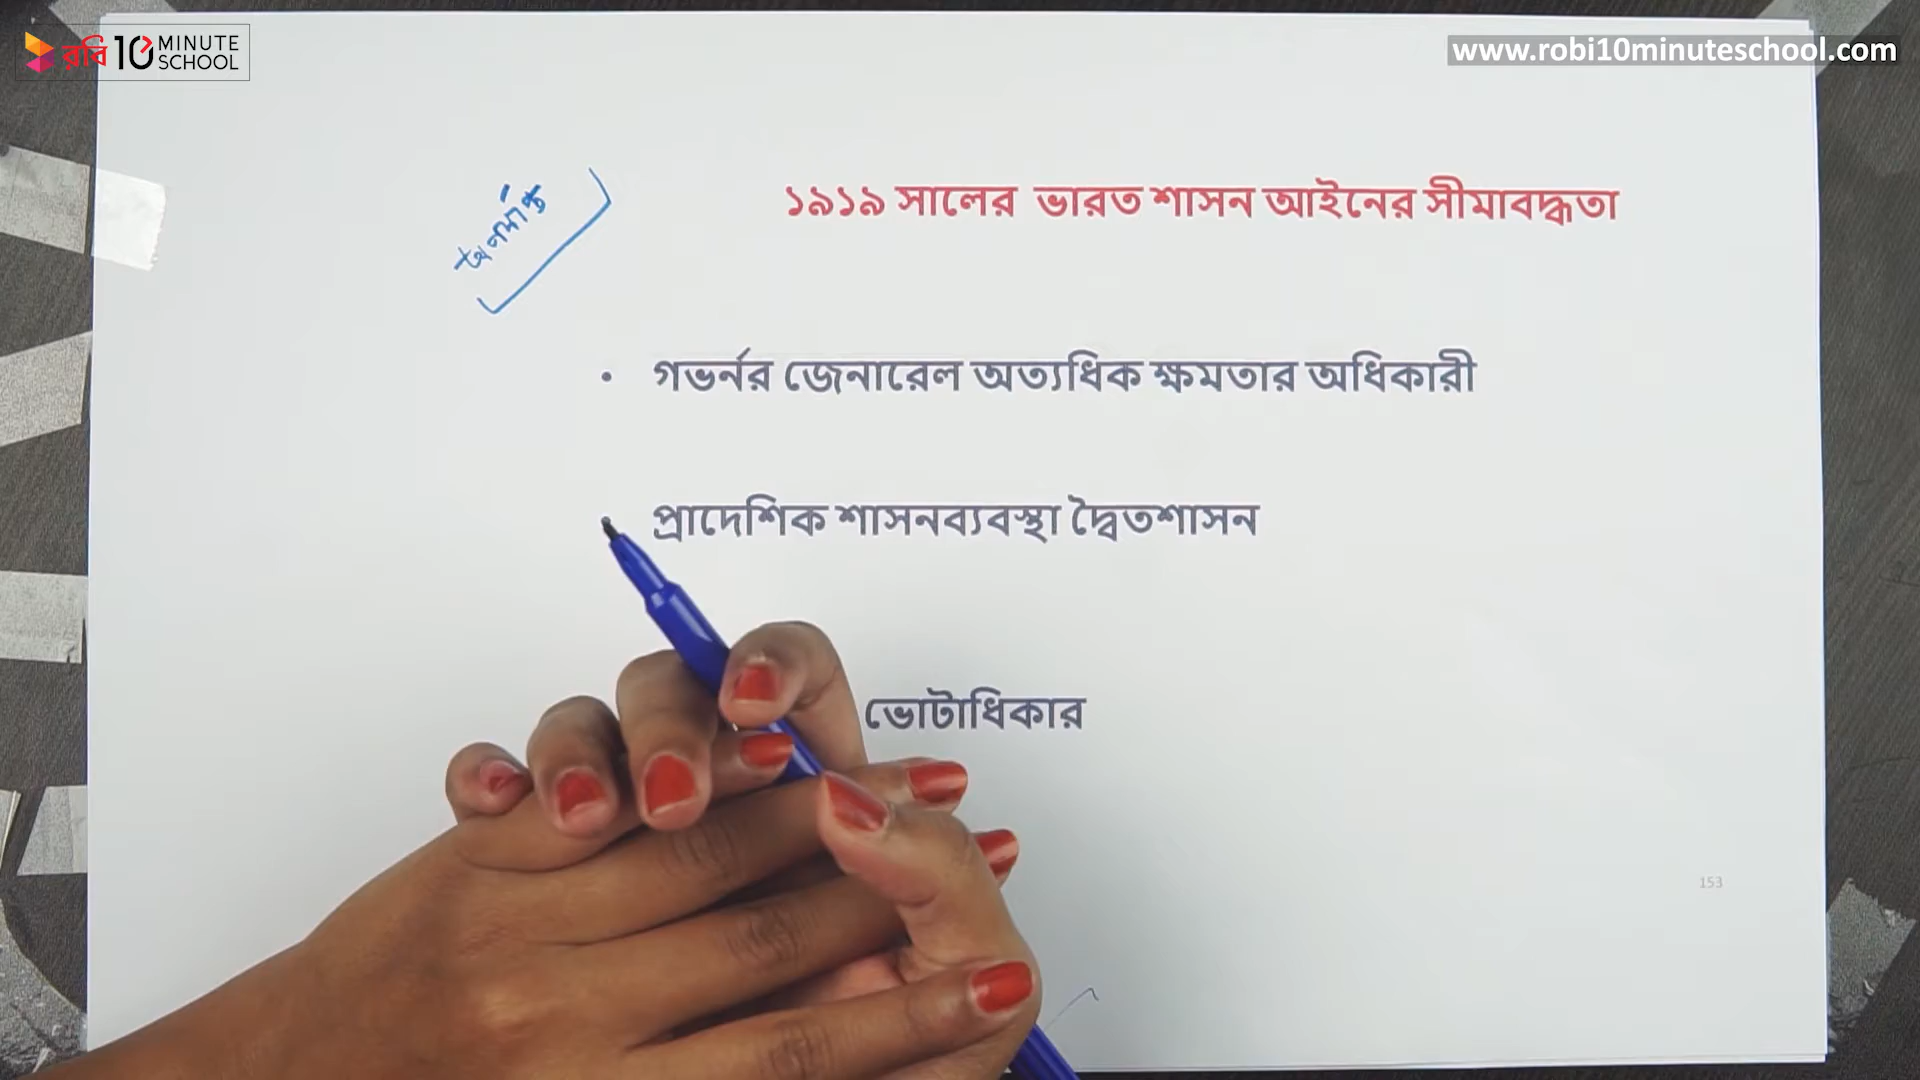 রবি 10 MINUTE SCHOOL
www.robi10minuteschool.com
১৯১৯ সালের ভারত শাসন আইনের সীমাবদ্ধতা
• গভর্নর জেনারেল অত্যধিক ক্ষমতার অধিকারী
প্রাদেশিক শাসনব্যবস্থা দ্বৈতশাসন
ভোটাধিকার
153